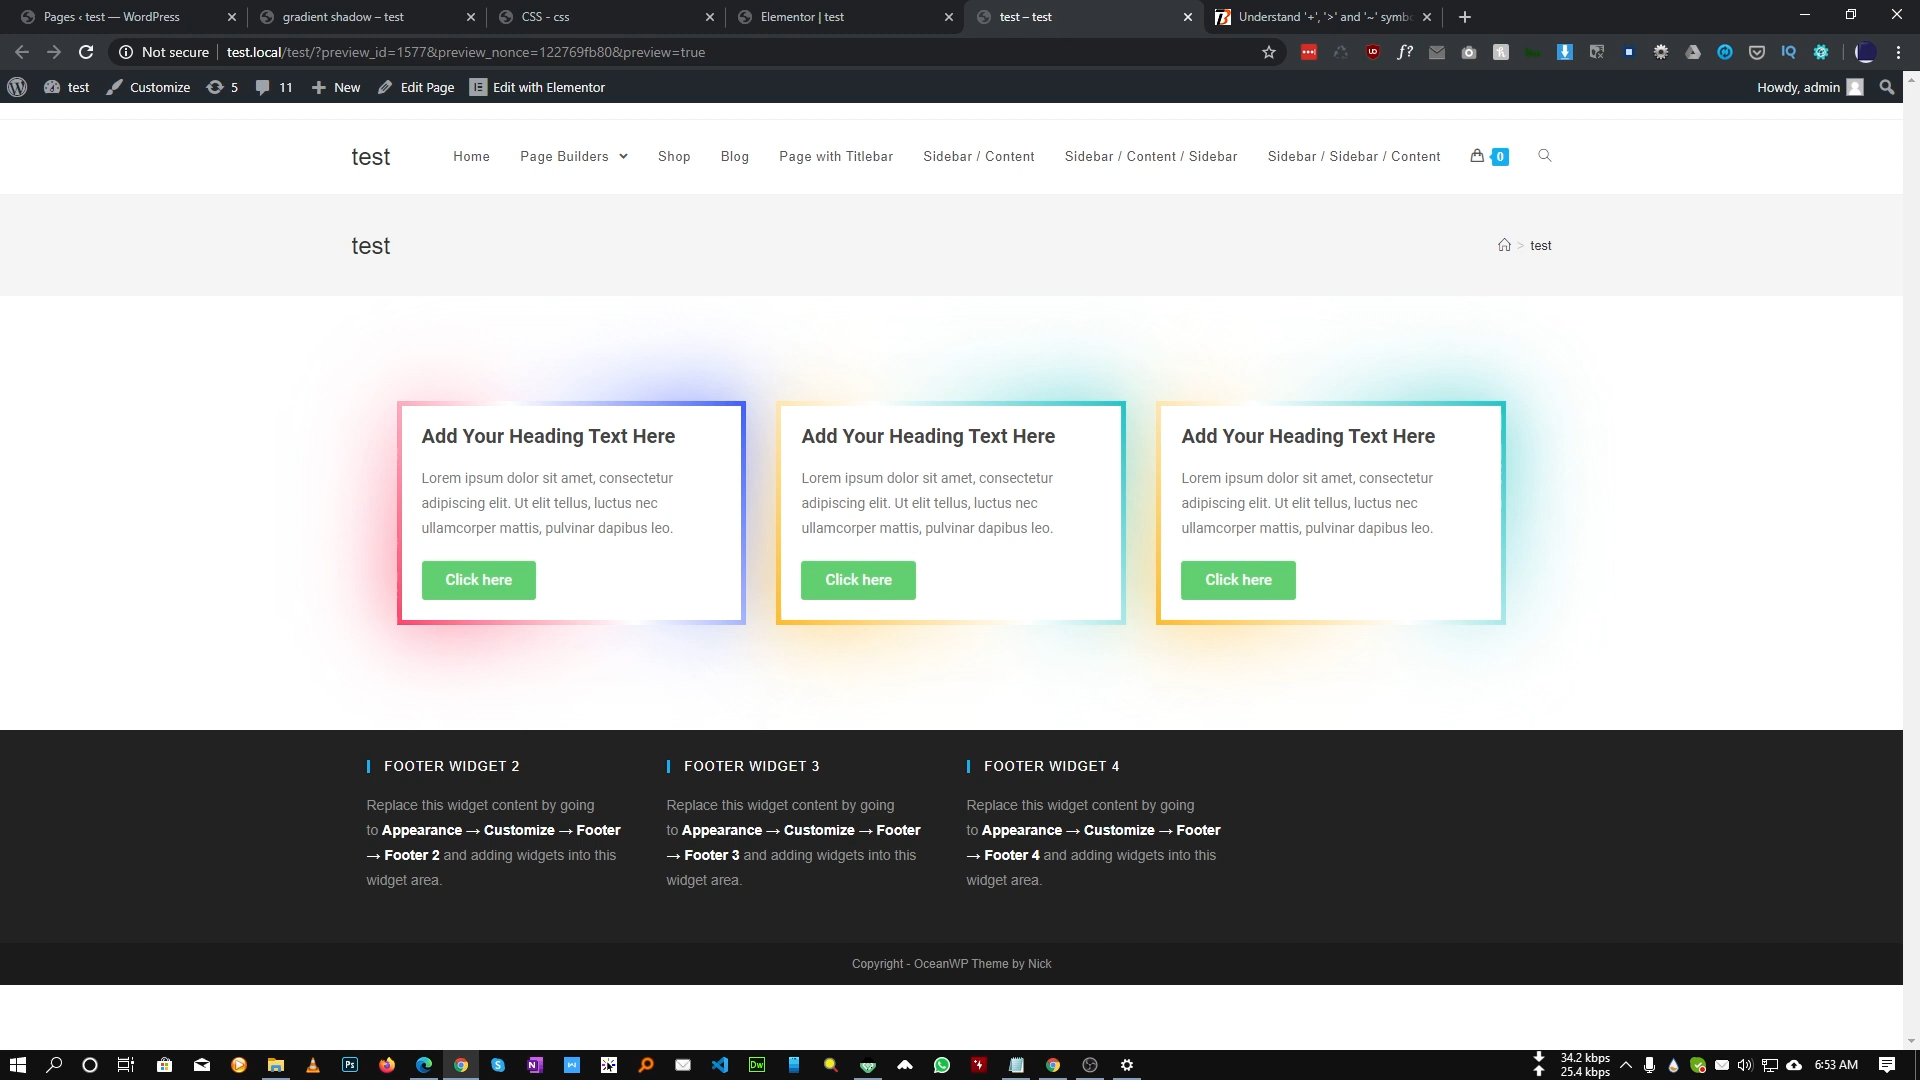 Pages ‹ test — WordPress
gradient shadow – test
CSS - css
Elementor | test
test – test
Understand '+', '>' and '~' symbo
Not secure
test.local/test/?preview_id=1577&preview_nonce=122769fb80&preview=true
test
Customize
5
11
New
Edit Page
Edit with Elementor
Howdy, admin
test
Home
Page Builders
Shop
Blog
Page with Titlebar
Sidebar / Content
Sidebar / Content / Sidebar
Sidebar / Sidebar / Content
0
test
> test
Add Your Heading Text Here
Lorem ipsum dolor sit amet, consectetur
adipiscing elit. Ut elit tellus, luctus nec
ullamcorper mattis, pulvinar dapibus leo.
Click here
Add Your Heading Text Here
Lorem ipsum dolor sit amet, consectetur
adipiscing elit. Ut elit tellus, luctus nec
ullamcorper mattis, pulvinar dapibus leo.
Click here
Add Your Heading Text Here
Lorem ipsum dolor sit amet, consectetur
adipiscing elit. Ut elit tellus, luctus nec
ullamcorper mattis, pulvinar dapibus leo.
Click here
FOOTER WIDGET 2
Replace this widget content by going
to Appearance → Customize → Footer
→ Footer 2 and adding widgets into this
widget area.
FOOTER WIDGET 3
Replace this widget content by going
to Appearance → Customize → Footer
→ Footer 3 and adding widgets into this
widget area.
FOOTER WIDGET 4
Replace this widget content by going
to Appearance → Customize → Footer
→ Footer 4 and adding widgets into this
widget area.
Copyright - OceanWP Theme by Nick
34.2 kbps
25.4 kbps
6:53 AM